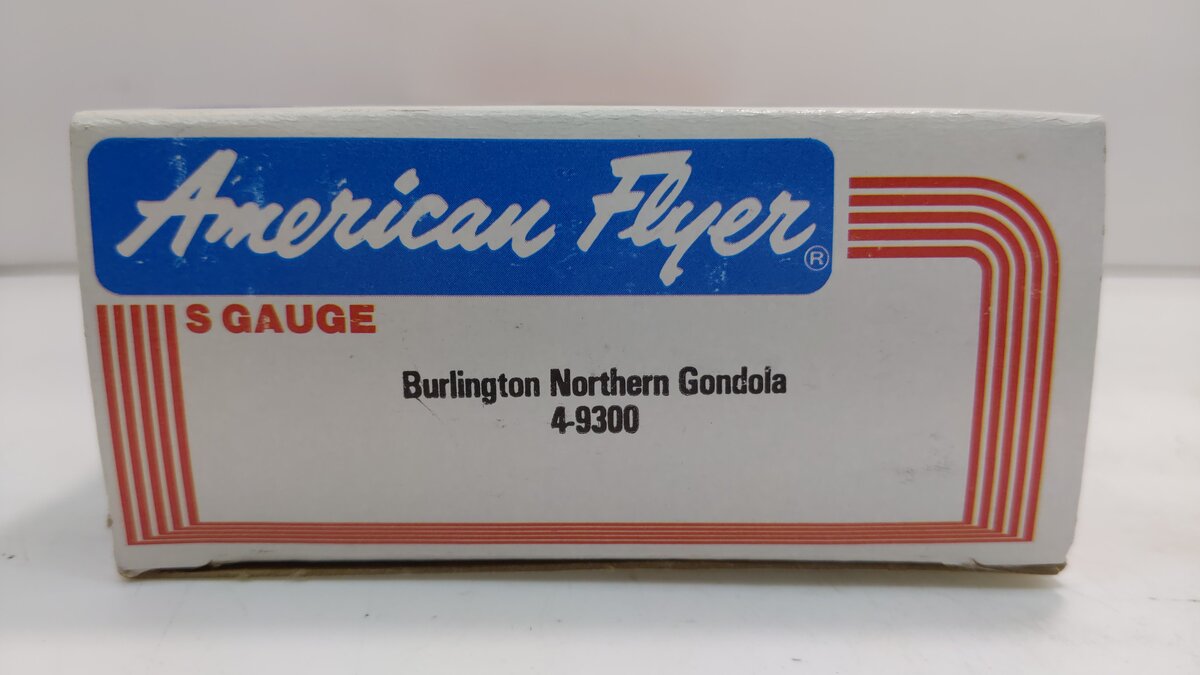 American Flyer®
S GAUGE
Burlington Northern Gondola
4-9300